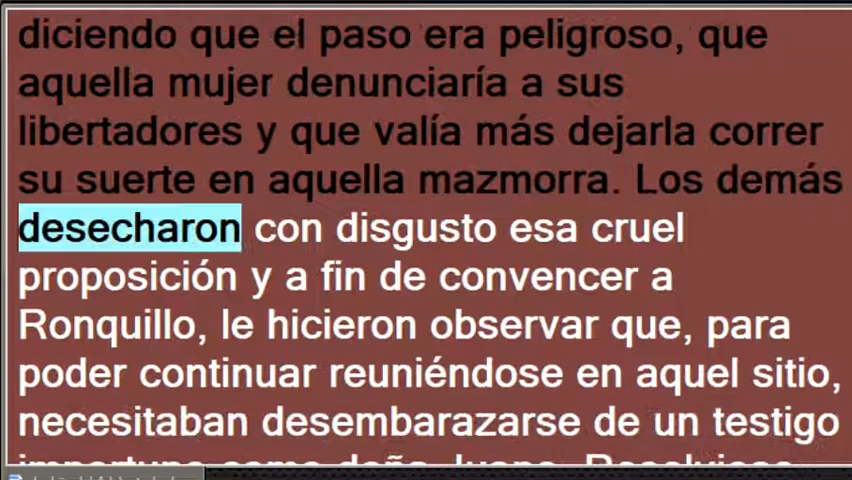 diciendo que el paso era peligroso, que
aquella mujer denunciaría a sus
libertadores y que valía más dejarla correr
su suerte en aquella mazmorra. Los demás
desecharon con disgusto esa cruel
proposición y a fin de convencer a
Ronquillo, le hicieron observar que, para
poder continuar reuniéndose en aquel sitio,
necesitaban desembarazarse de un testigo